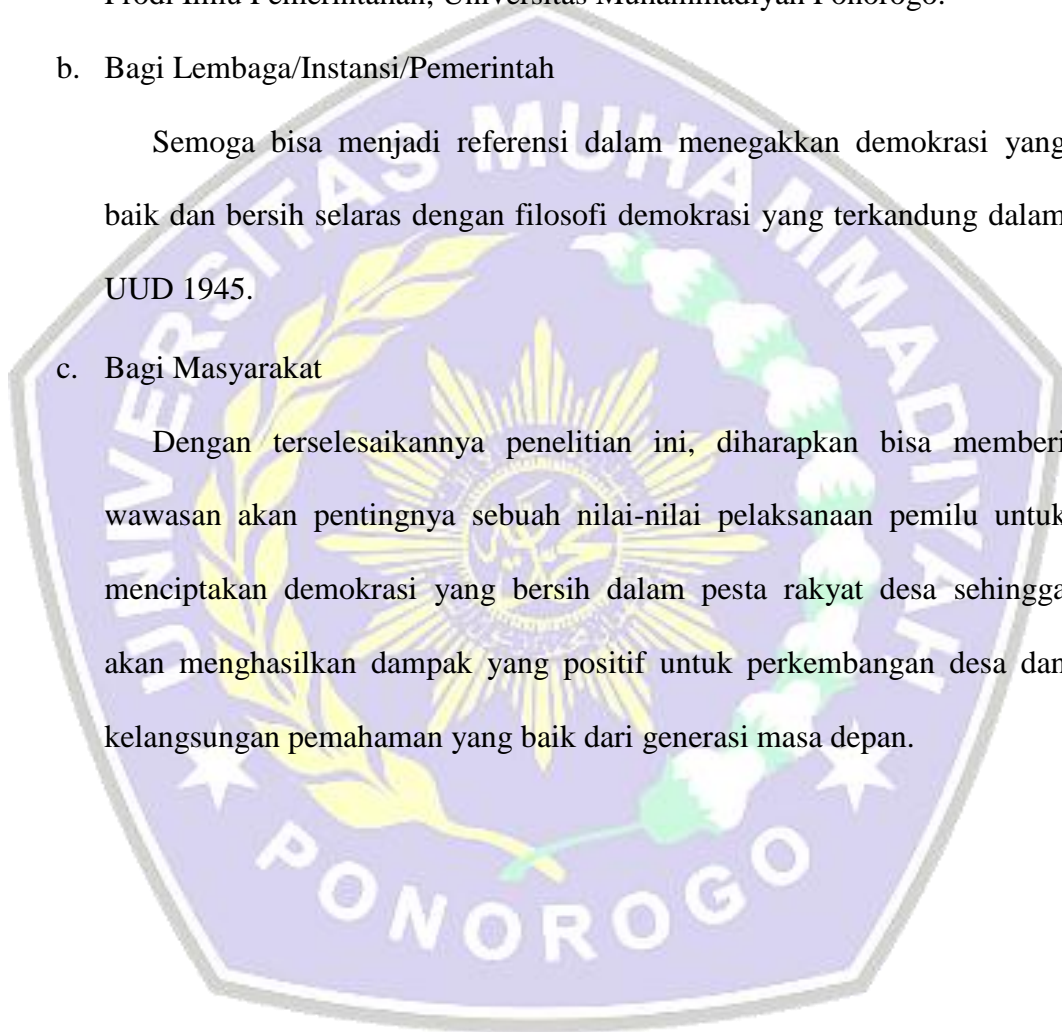 Prodi Ilmu Pemerintahan, Universitas Muhammadiyah Ponorogo.
b. Bagi Lembaga/Instansi/Pemerintah
Semoga bisa menjadi referensi dalam menegakkan demokrasi yang
baik dan bersih selaras dengan filosofi demokrasi yang terkandung dalam
UUD 1945.
c. Bagi Masyarakat
Dengan terselesaikannya penelitian ini, diharapkan bisa memberi
wawasan akan pentingnya sebuah nilai-nilai pelaksanaan pemilu untuk
menciptakan demokrasi yang bersih dalam pesta rakyat desa sehingga
akan menghasilkan dampak yang positif untuk perkembangan desa dan
kelangsungan pemahaman yang baik dari generasi masa depan.
UNIVERSITAS MUHAMMADIYAH
PONOROGO